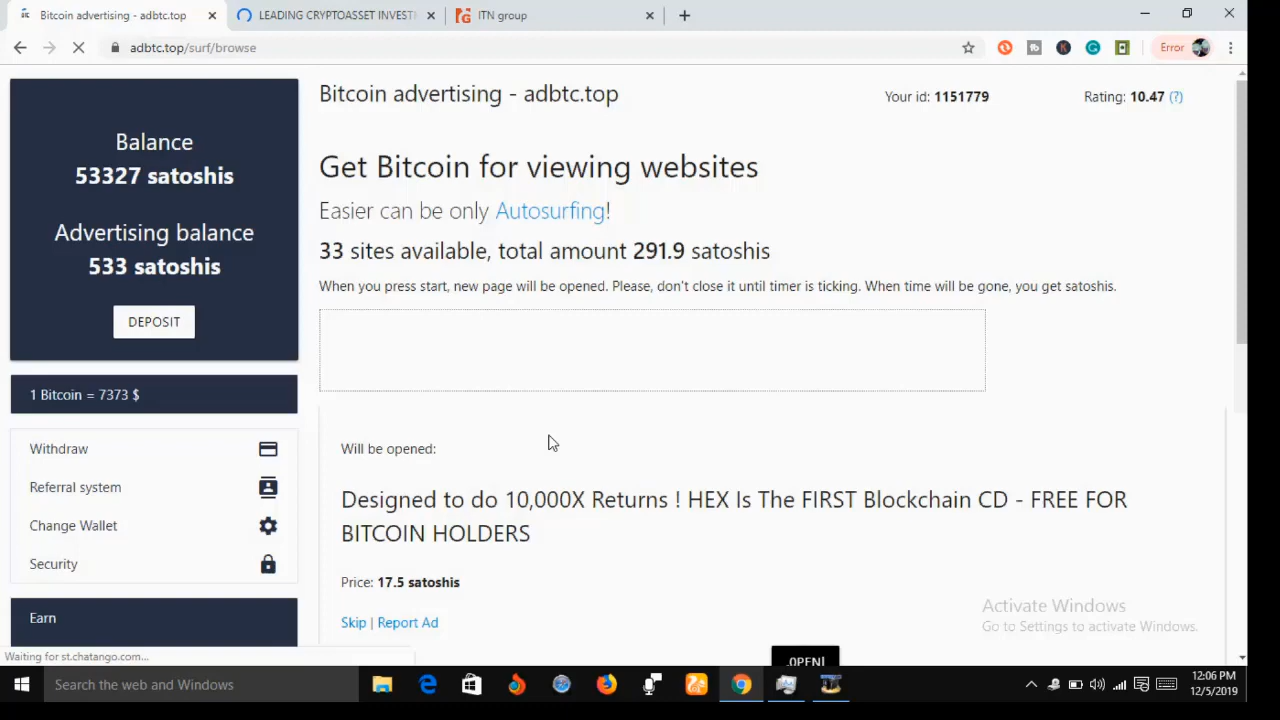 Bitcoin advertising - adbtc.top
LEADING CRYPTOASSET INVESTM
ITN group
adbtc.top/surf/browse
Error
Balance
53327 satoshis
Advertising balance
533 satoshis
DEPOSIT
1 Bitcoin = 7373 $
Withdraw
Referral system
Change Wallet
Security
Earn
Bitcoin advertising - adbtc.top
Your id: 1151779
Rating: 10.47 (?)
Get Bitcoin for viewing websites
Easier can be only Autosurfing!
33 sites available, total amount 291.9 satoshis
When you press start, new page will be opened. Please, don't close it until timer is ticking. When time will be gone, you get satoshis.
Will be opened:
Designed to do 10,000X Returns ! HEX Is The FIRST Blockchain CD - FREE FOR
BITCOIN HOLDERS
Price: 17.5 satoshis
Skip | Report Ad
Activate Windows
Go to Settings to activate Windows.
Waiting for st.chatango.com...
Search the web and Windows
12:06 PM
12/5/2019